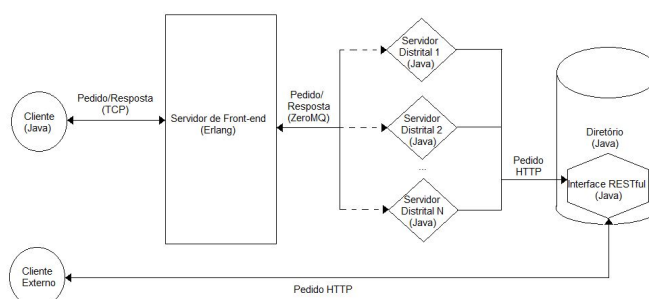 Cliente
(Java)
Pedido/Resposta
(TCP)
Servidor de Front-end
(Erlang)
Pedido/
Resposta
(ZeroMQ)
Servidor
Distrital 1
(Java)
Servidor
Distrital 2
(Java)
...
Servidor
Distrital N
(Java)
Pedido
HTTP
Diretório
(Java)
Interface RESTful
(Java)
Cliente
Externo
Pedido HTTP